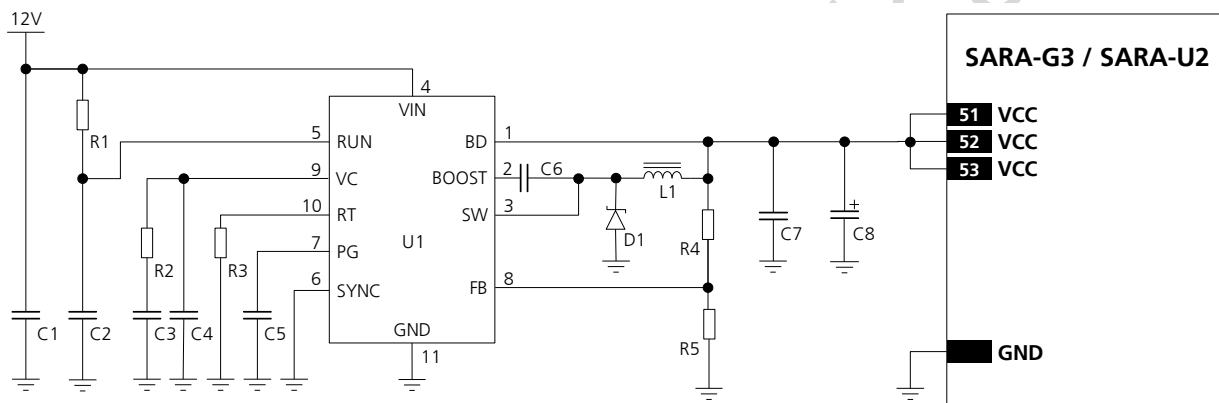 12V
SARA-G3 / SARA-U2
4
VIN
51 VCC
R1
5 RUN
BD 1
52 VCC
9 VC
BOOST 2
C6
53 VCC
L1
10 RT
SW 3
R2
R3
7 PG
U1
D1
R4
C7
+
C8
6 SYNC
FB 8
C1
C2
C3
C4
C5
GND
R5
11
GND